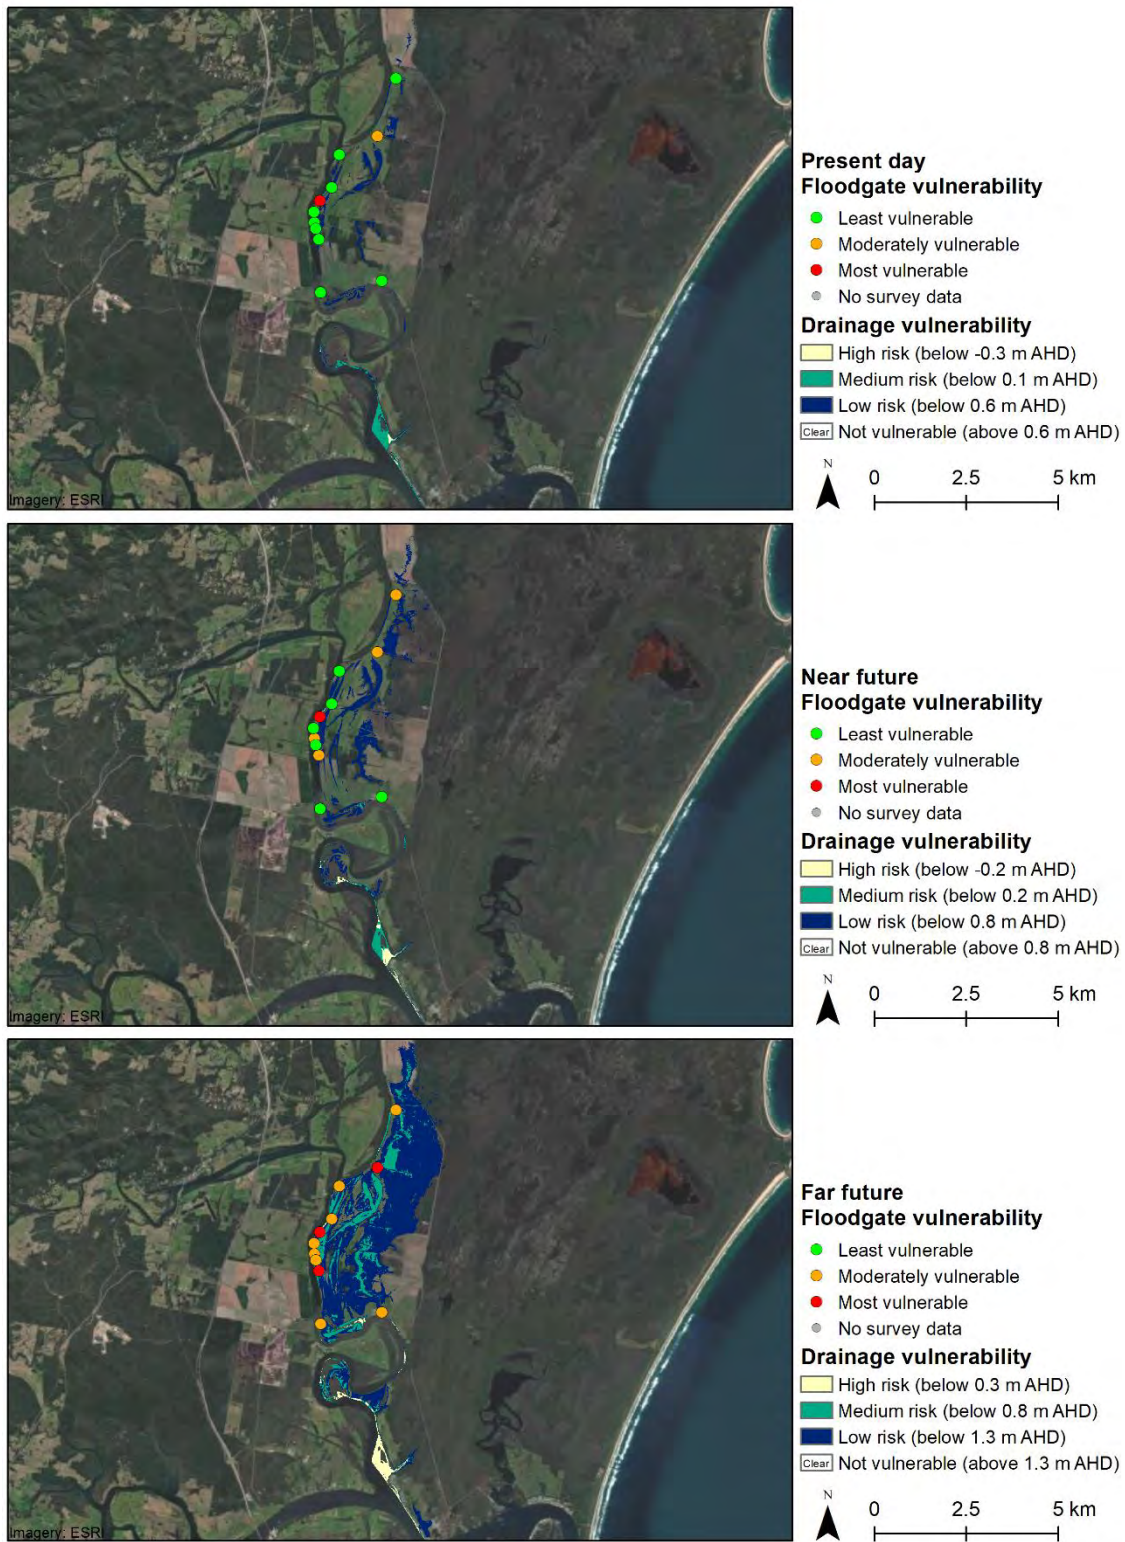 Present day
Floodgate vulnerability
Least vulnerable
Moderately vulnerable
Most vulnerable
No survey data
Drainage vulnerability
High risk (below -0.3 m AHD)
Medium risk (below 0.1 m AHD)
Low risk (below 0.6 m AHD)
Clear Not vulnerable (above 0.6 m AHD)
N
0 2.5 5 km
Imagery: ESRI
Near future
Floodgate vulnerability
Least vulnerable
Moderately vulnerable
Most vulnerable
No survey data
Drainage vulnerability
High risk (below -0.2 m AHD)
Medium risk (below 0.2 m AHD)
Low risk (below 0.8 m AHD)
Clear Not vulnerable (above 0.8 m AHD)
N
0 2.5 5 km
Imagery: ESRI
Far future
Floodgate vulnerability
Least vulnerable
Moderately vulnerable
Most vulnerable
No survey data
Drainage vulnerability
High risk (below 0.3 m AHD)
Medium risk (below 0.8 m AHD)
Low risk (below 1.3 m AHD)
Clear Not vulnerable (above 1.3 m AHD)
N
0 2.5 5 km
Imagery: ESRI